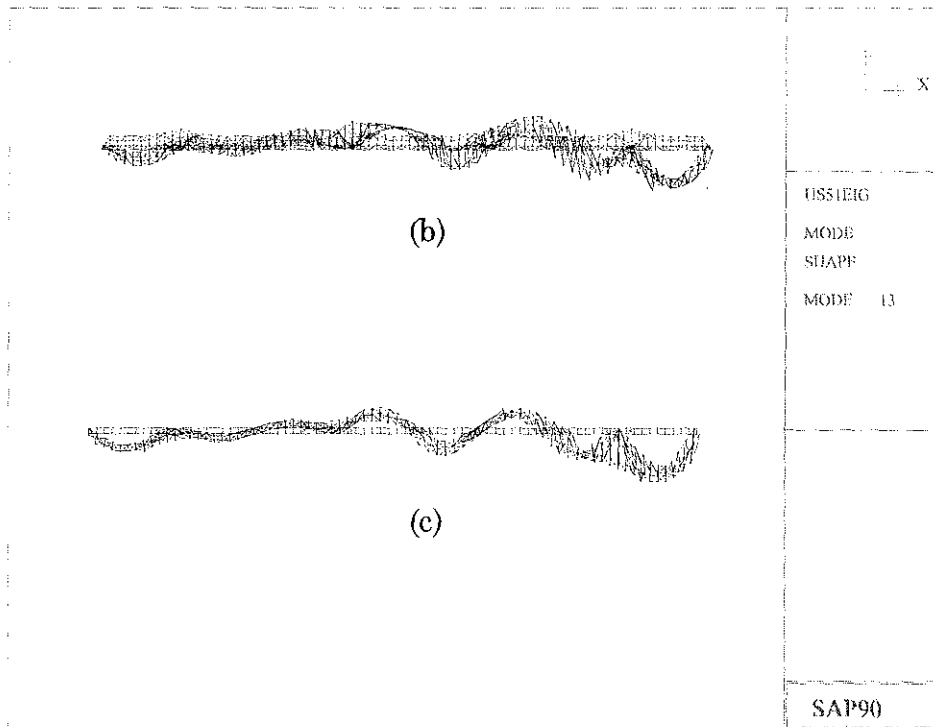 X
(b)
US51EIG
MODE
SHAPE
MODE 13
(c)
SAP90